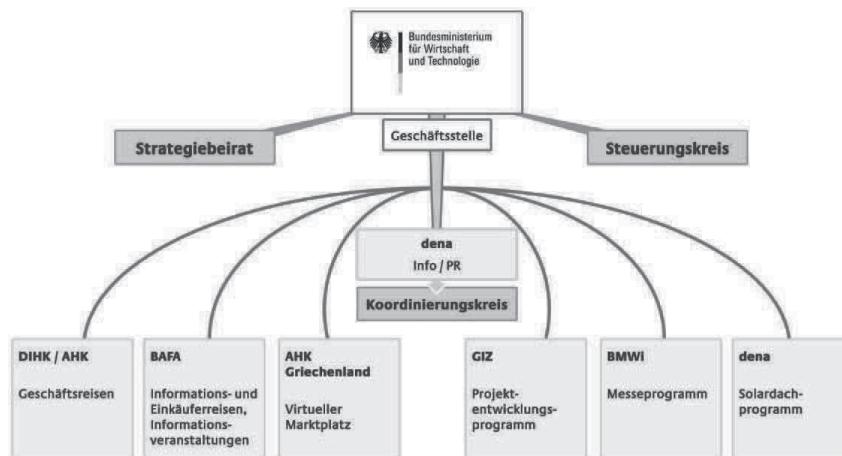 Bundesministerium
für Wirtschaft
und Technologie
Geschäftsstelle
Strategiebeirat
Steuerungskreis
dena
Info / PR
Koordinierungskreis
DIHK / AHK
Geschäftsreisen
BAFA
Informations- und
Einkäuferreisen,
Informations-
veranstaltungen
AHK
Griechenland
Virtueller
Marktplatz
GIZ
Projekt-
entwicklungs-
programm
BMWi
Messeprogramm
dena
Solardach-
programm